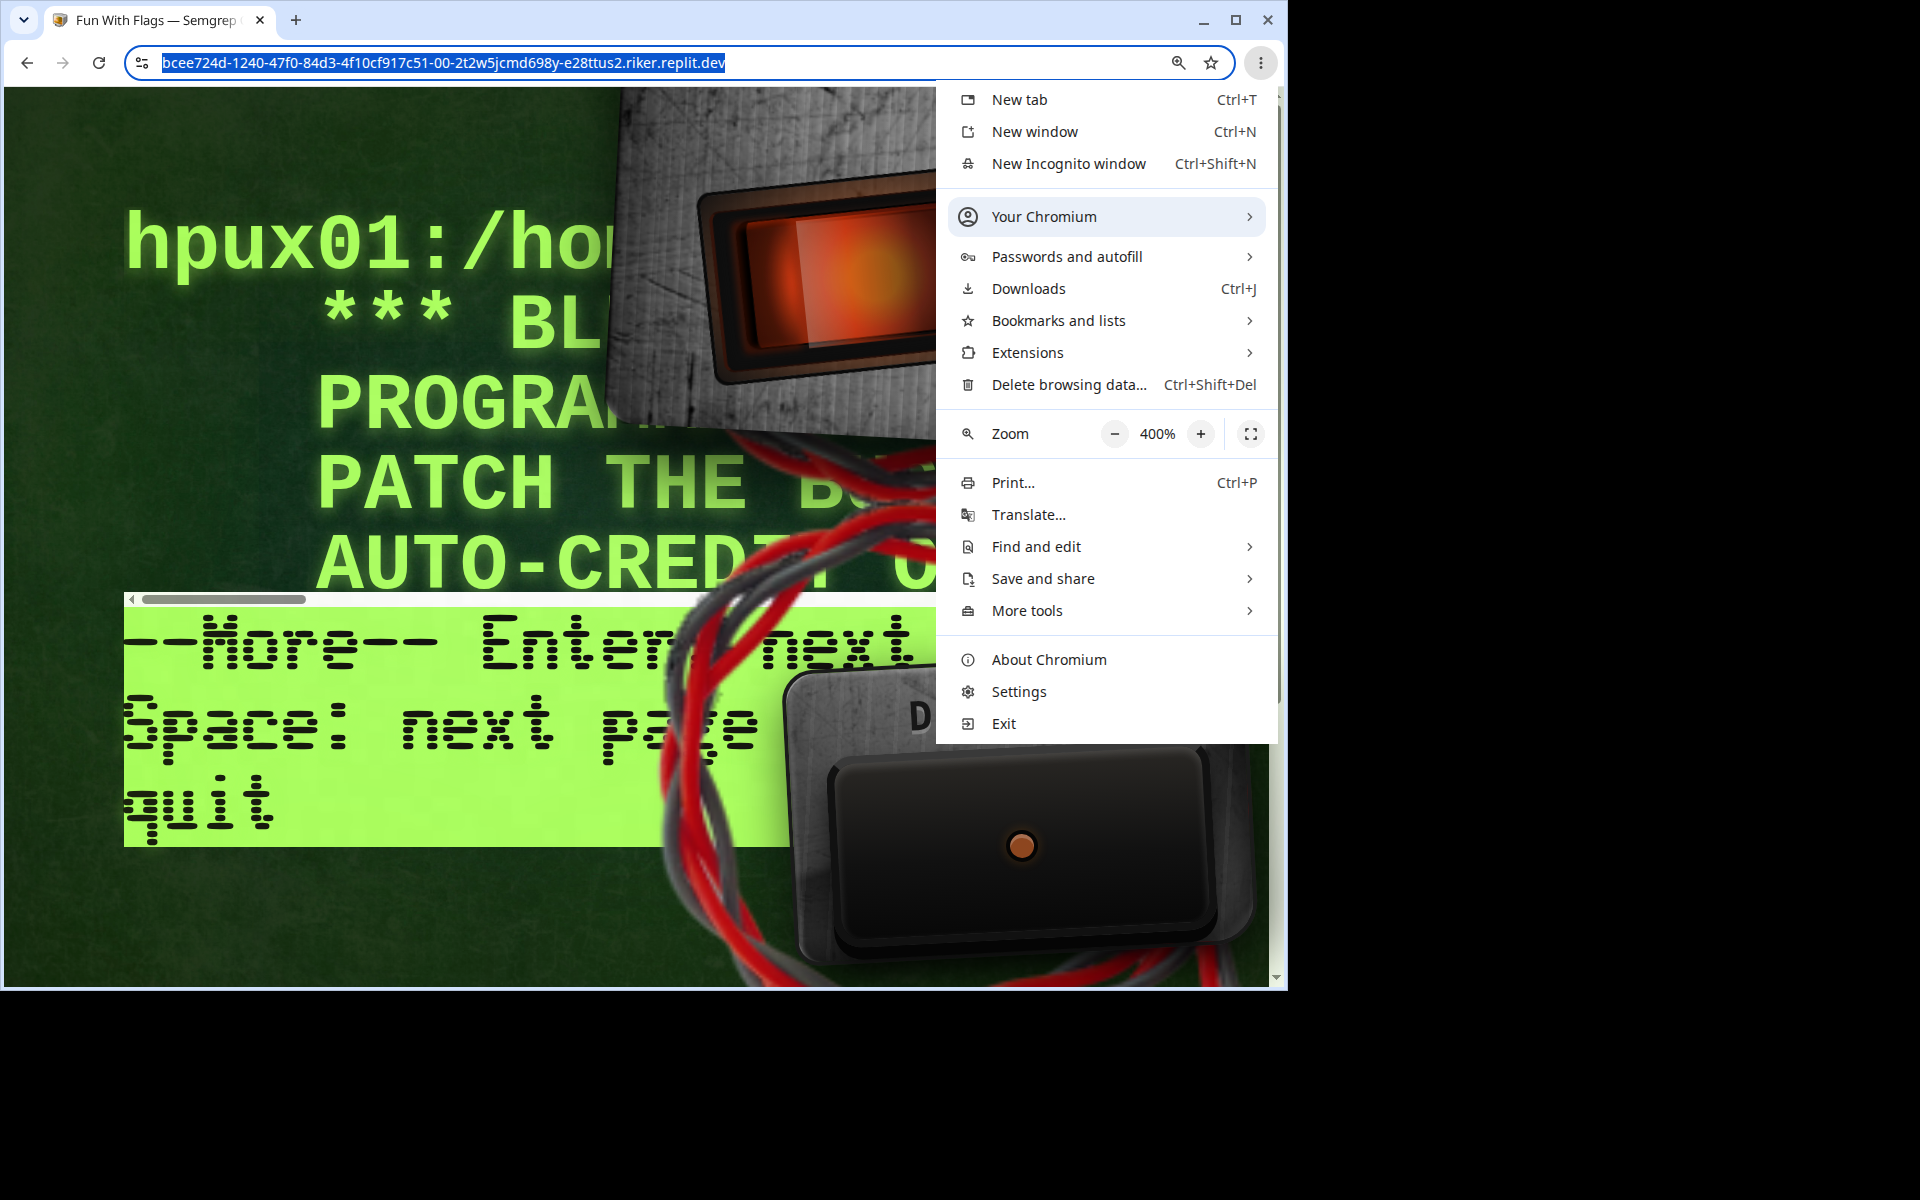 Fun With Flags — Semgrep
bcee724d-1240-47f0-84d3-4f10cf917c51-00-2t2w5jcmd698y-e28ttus2.riker.replit.dev
New tab Ctrl+T
New window Ctrl+N
New Incognito window Ctrl+Shift+N
Your Chromium
Passwords and autofill
Downloads Ctrl+J
Bookmarks and lists
Extensions
Delete browsing data... Ctrl+Shift+Del
Zoom − 400% +
Print... Ctrl+P
Translate...
Find and edit
Save and share
More tools
About Chromium
Settings
Exit
hpux01:/ho
*** BL
PROGRA
PATCH THE B
AUTO-CREDIT
--More-- Enter: next
Space: next page
quit
D